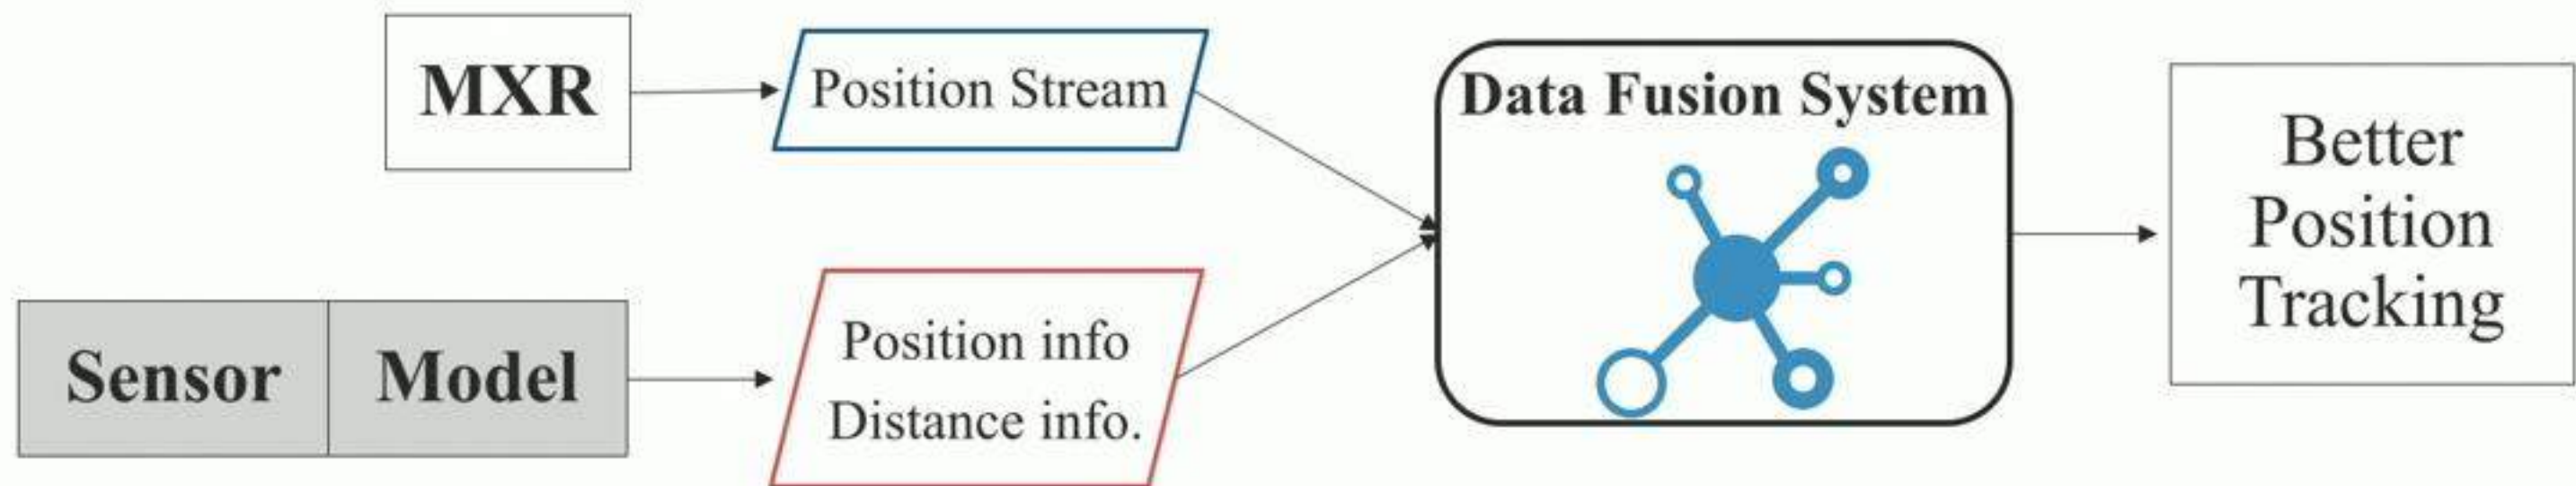 MXR
Position Stream
Sensor
Model
Position info
Distance info.
Data Fusion System
Better
Position
Tracking